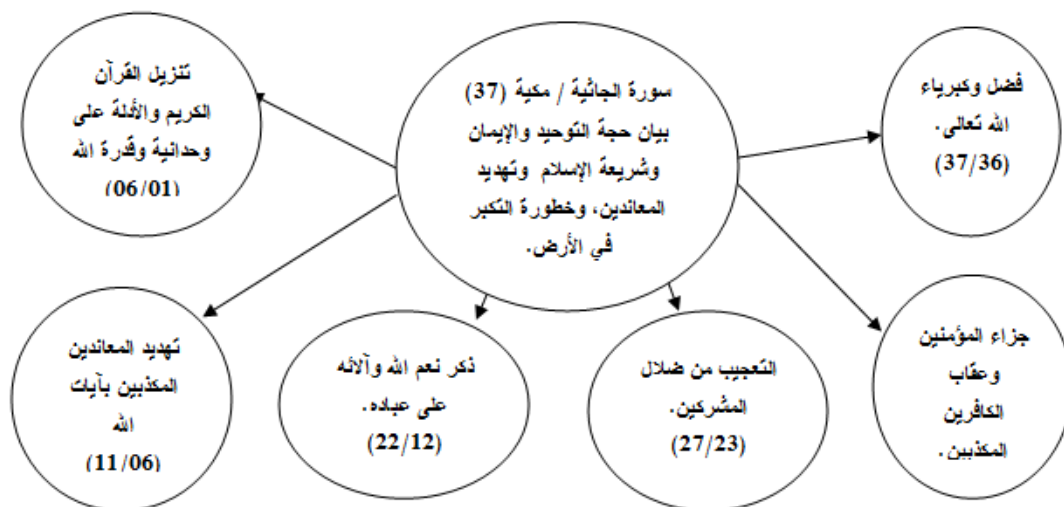 سورة الجاثية / مكية (37)
بيان حجة التوحيد والإيمان
وشريعة الإسلام وتهديد
المعاندين، وخطورة التكبر
في الأرض.
فضل وكبرياء
الله تعالى.
(37/36)
تنزيل القرآن
الكريم والأدلة على
وحدانية وقدرة الله
(06/01)
جزاء المؤمنين
وعقاب
الكافرين
المكذبين.
التعجيب من ضلال
المشركين.
(27/23)
ذكر نعم الله وآلائه
على عباده.
(22/12)
تهديد المعاندين
المكذبين بآيات
الله
(11/06)